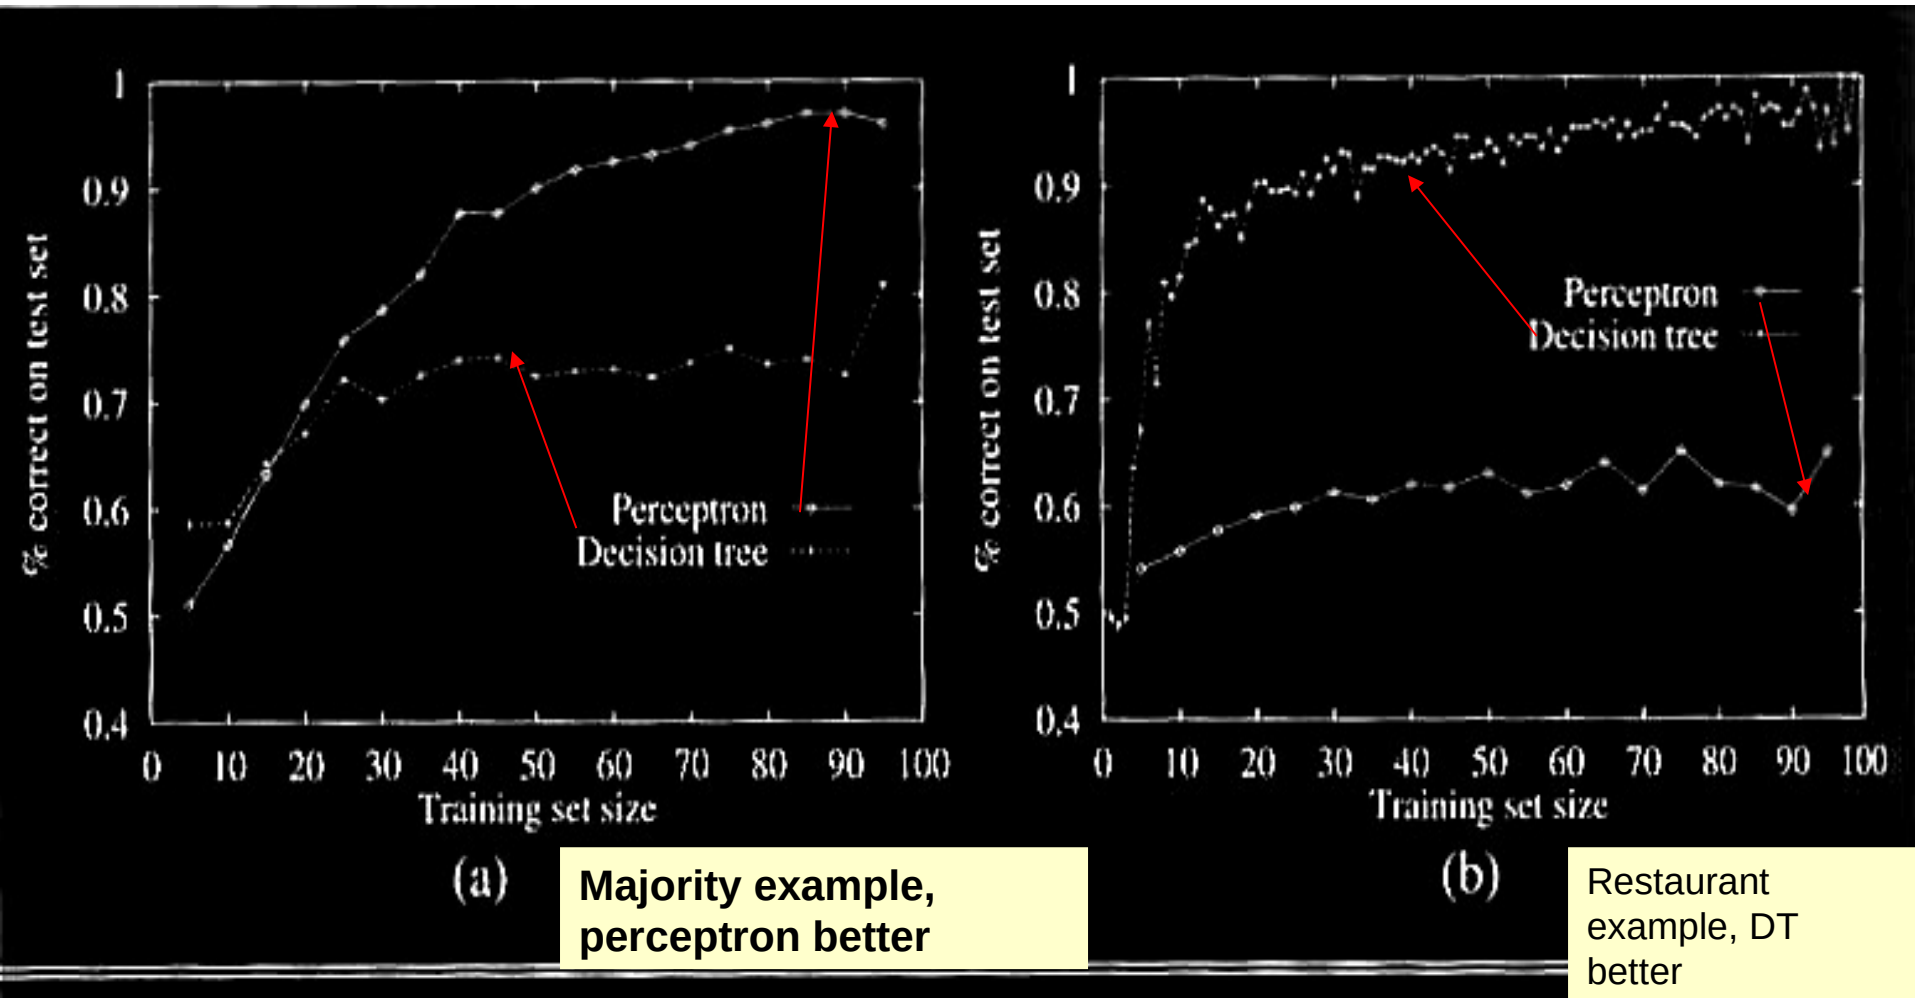 % correct on test set
1
0.9
0.8
0.7
0.6
0.5
0.4
0 10 20 30 40 50 60 70 80 90 100
Training set size
Perceptron
Decision tree
(a)
Majority example,
perceptron better
% correct on test set
1
0.9
0.8
0.7
0.6
0.5
0.4
0 10 20 30 40 50 60 70 80 90 100
Training set size
Perceptron
Decision tree
(b)
Restaurant
example, DT
better